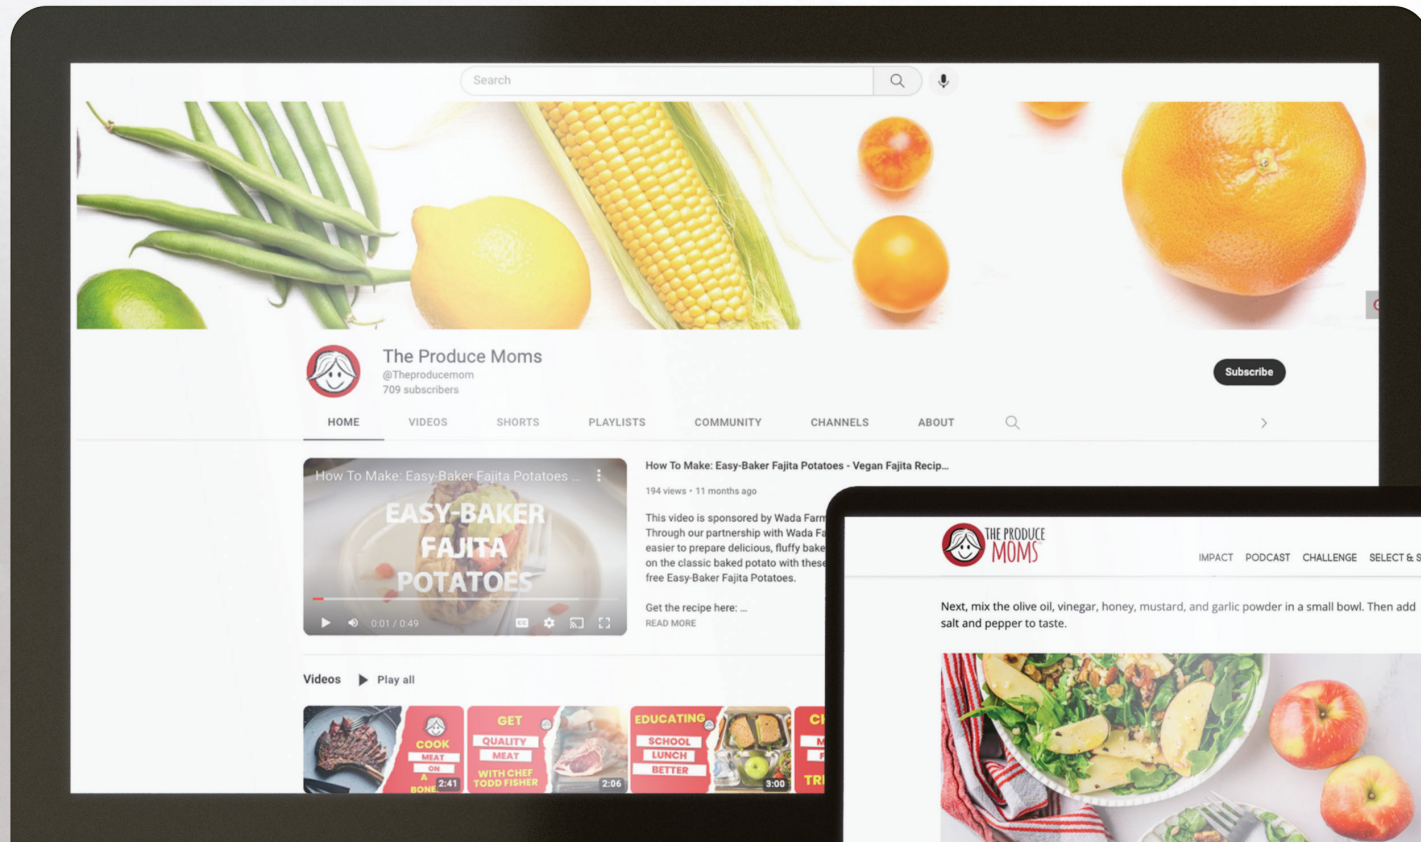 Search
The Produce Moms
@Theproducemom
709 subscribers
Subscribe
HOME VIDEOS SHORTS PLAYLISTS COMMUNITY CHANNELS ABOUT
How To Make: Easy-Baker Fajita Potatoes ...
EASY-BAKER
FAJITA
POTATOES
0:01 / 0:49
How To Make: Easy-Baker Fajita Potatoes - Vegan Fajita Recip...
194 views • 11 months ago
This video is sponsored by Wada Farm
Through our partnership with Wada Fa
easier to prepare delicious, fluffy bake
on the classic baked potato with these
free Easy-Baker Fajita Potatoes.
Get the recipe here: ...
READ MORE
Videos Play all
COOK
MEAT
ON
A
BONE
2:41
GET
QUALITY
MEAT
WITH CHEF
TODD FISHER
2:06
EDUCATING
SCHOOL
LUNCH
BETTER
3:00
THE PRODUCE
MOMS
IMPACT PODCAST CHALLENGE SELECT & S
Next, mix the olive oil, vinegar, honey, mustard, and garlic powder in a small bowl. Then add
salt and pepper to taste.